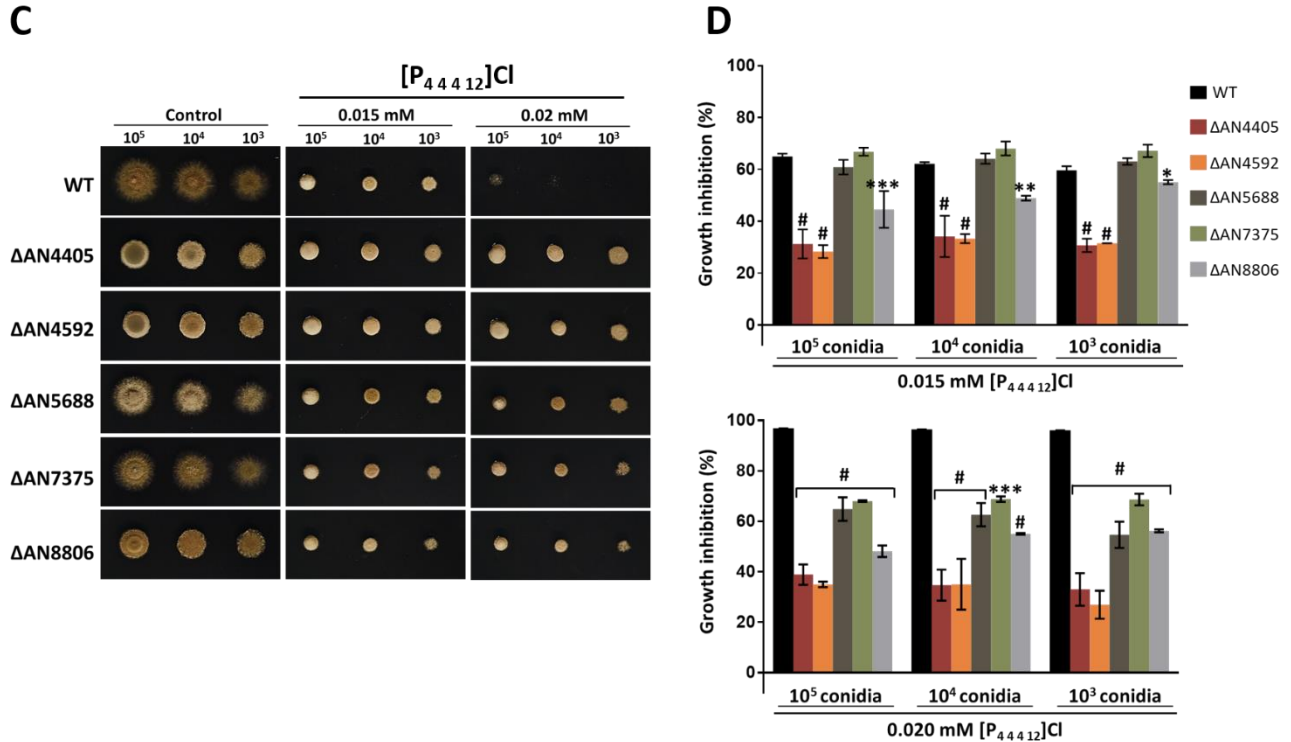 C
[P₄ ₄ ₄ ₁₂]Cl
Control 0.015 mM 0.02 mM
10⁵ 10⁴ 10³ 10⁵ 10⁴ 10³ 10⁵ 10⁴ 10³
WT
ΔAN4405
ΔAN4592
ΔAN5688
ΔAN7375
ΔAN8806
D
Growth inhibition (%)
100
80
60
40
20
0
# # ***
# # **
# # *
10⁵ conidia 10⁴ conidia 10³ conidia
0.015 mM [P₄ ₄ ₄ ₁₂]Cl
WT
ΔAN4405
ΔAN4592
ΔAN5688
ΔAN7375
ΔAN8806
Growth inhibition (%)
100
80
60
40
20
0
#
# *** #
#
10⁵ conidia 10⁴ conidia 10³ conidia
0.020 mM [P₄ ₄ ₄ ₁₂]Cl